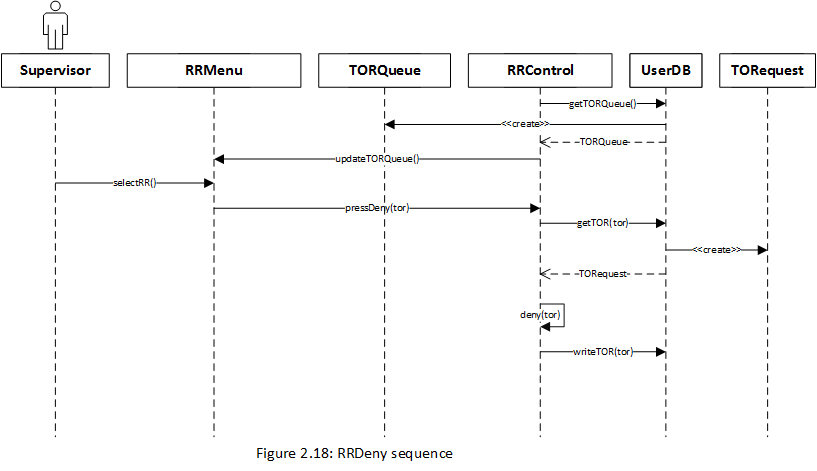 Supervisor
RRMenu
TORQueue
RRControl
UserDB
TORequest
getTORQueue()
<<create>>
TORQueue
updateTORQueue()
selectRR()
pressDeny(tor)
getTOR(tor)
<<create>>
TORequest
deny(tor)
writeTOR(tor)
Figure 2.18: RRDeny sequence